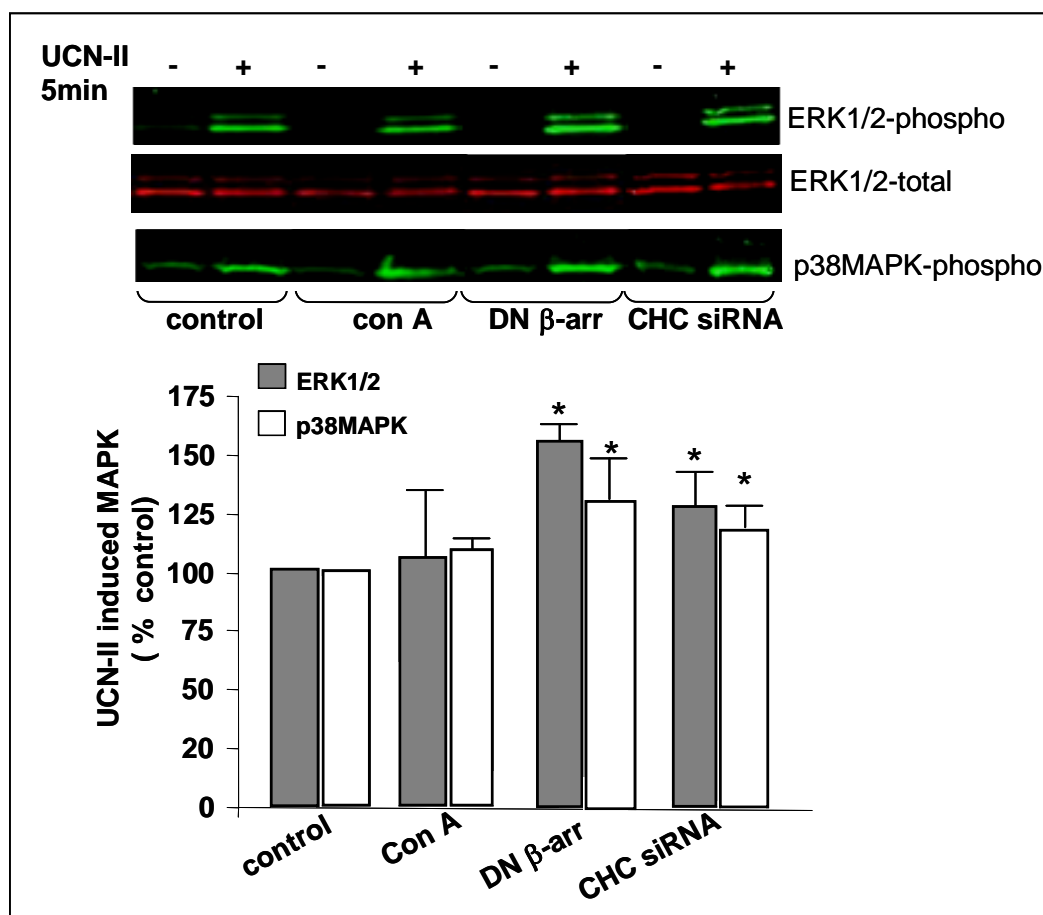 UCN-II
5min
- + - + - + - +
ERK1/2-phospho
ERK1/2-total
p38MAPK-phospho
control con A DN β-arr CHC siRNA
ERK1/2
p38MAPK
UCN-II induced MAPK
( % control)
175
150
125
100
75
50
20
0
* * * *
control Con A DN β-arr CHC siRNA